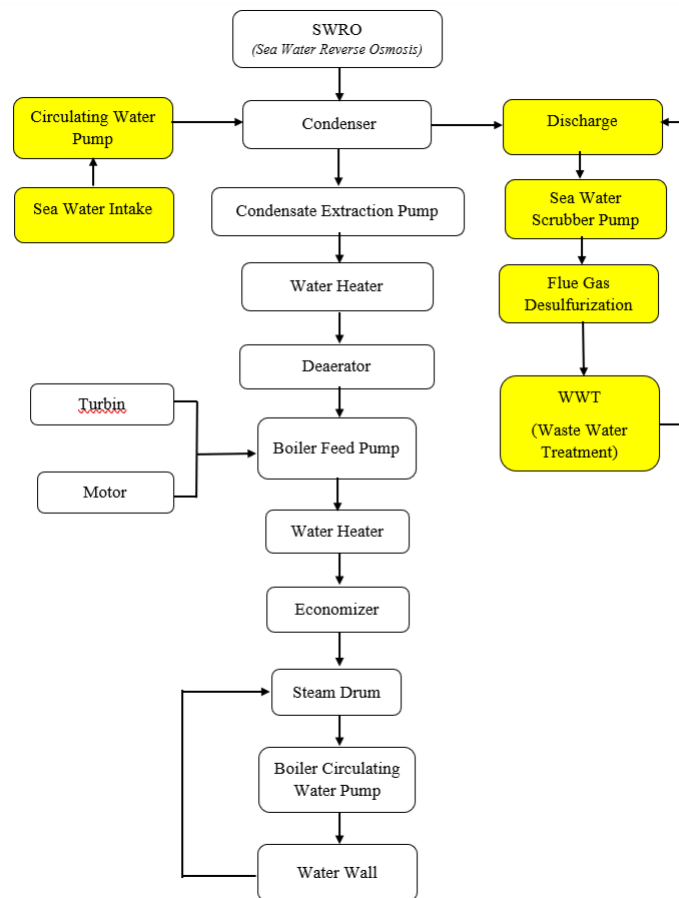 SWRO
(Sea Water Reverse Osmosis)
Circulating Water
Pump
Condenser
Discharge
Sea Water Intake
Condensate Extraction Pump
Sea Water
Scrubber Pump
Water Heater
Flue Gas
Desulfurization
Deaerator
Turbin
WWT
(Waste Water
Treatment)
Boiler Feed Pump
Motor
Water Heater
Economizer
Steam Drum
Boiler Circulating
Water Pump
Water Wall